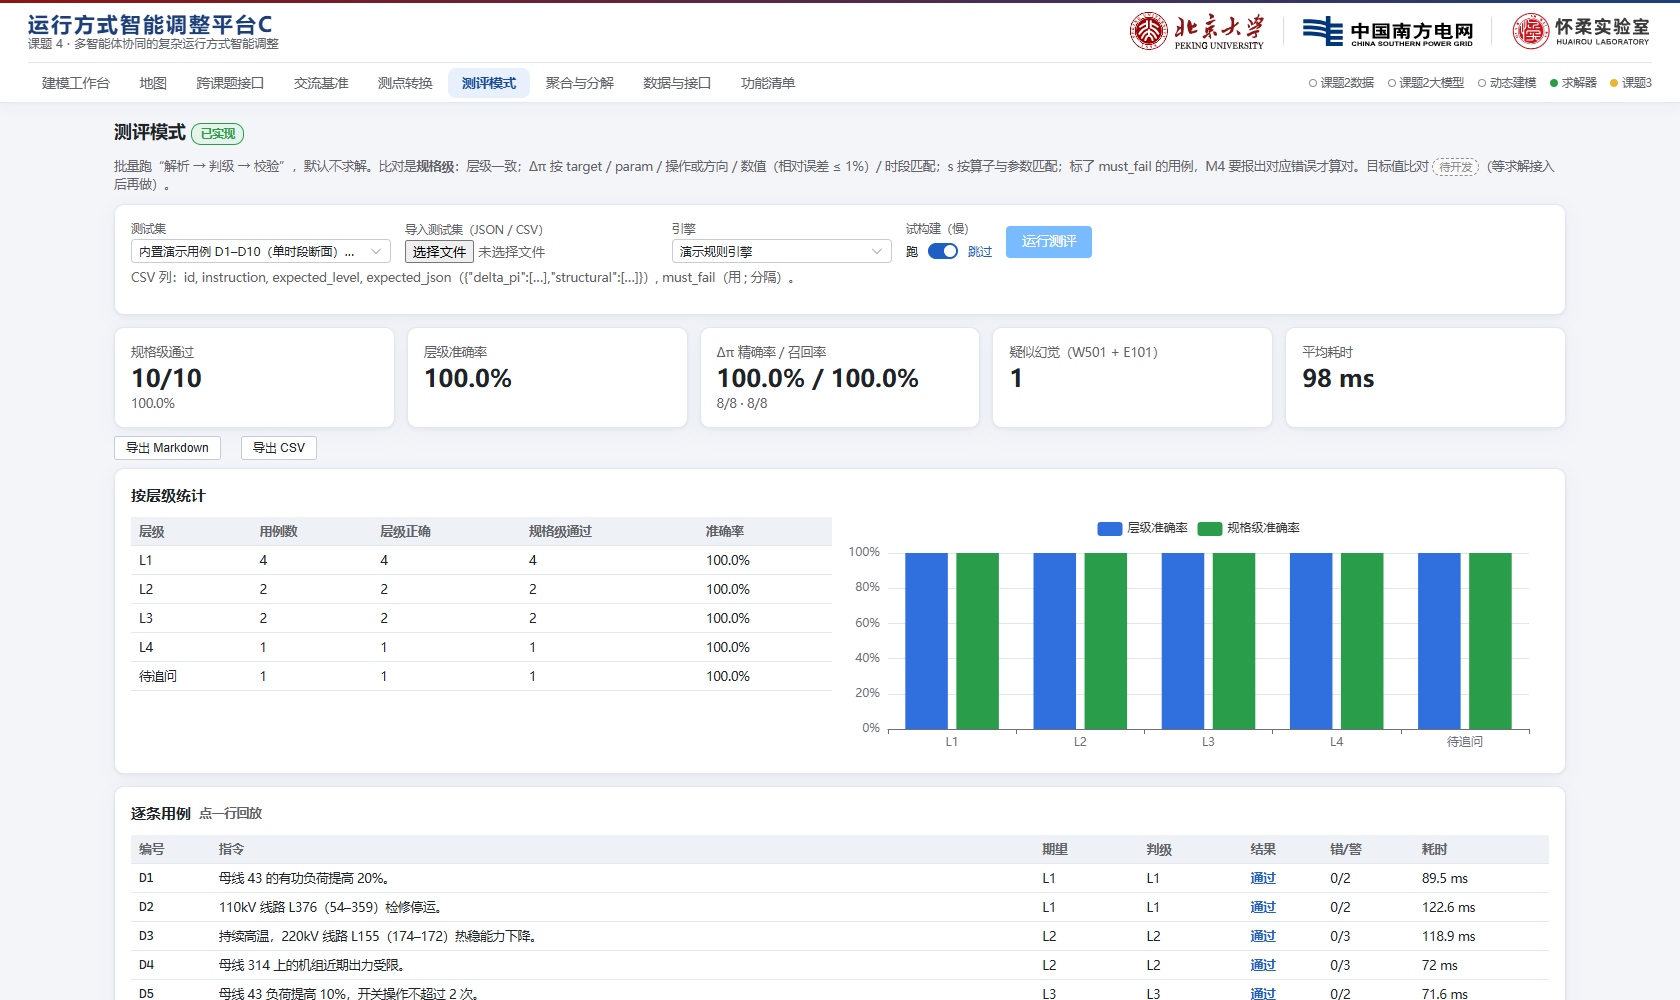 运行方式智能调整平台C
课题 4 · 多智能体协同的复杂运行方式智能调整
北京大学
PEKING UNIVERSITY
中国南方电网
CHINA SOUTHERN POWER GRID
怀柔实验室
HUAIROU LABORATORY
建模工作台 地图 跨课题接口 交流基准 测点转换 测评模式 聚合与分解 数据与接口 功能清单
课题2数据 课题2大模型 动态建模 求解器 课题3
测评模式 已实现
批量跑“解析 → 判级 → 校验”，默认不求解。比对是规格级：层级一致；Δπ 按 target / param / 操作或方向 / 数值（相对误差 ≤ 1%）/ 时段匹配；s 按算子与参数匹配；标了 must_fail 的用例，M4 要报出对应错误才算对。目标值比对 待开发 （等求解接入
后再做）。
测试集 导入测试集（JSON / CSV） 引擎 试构建（慢）
内置演示用例 D1–D10（单时段断面）... 选择文件 未选择文件 演示规则引擎 跑 跳过 运行测评
CSV 列：id, instruction, expected_level, expected_json（{"delta_pi":[...],"structural":[...]}）, must_fail（用 ; 分隔）。
规格级通过
10/10
100.0%
层级准确率
100.0%
Δπ 精确率 / 召回率
100.0% / 100.0%
8/8 · 8/8
疑似幻觉（W501 + E101）
1
平均耗时
98 ms
导出 Markdown 导出 CSV
按层级统计
层级 用例数 层级正确 规格级通过 准确率
L1 4 4 4 100.0%
L2 2 2 2 100.0%
L3 2 2 2 100.0%
L4 1 1 1 100.0%
待追问 1 1 1 100.0%
层级准确率 规格级准确率
100%
80%
60%
40%
20%
0%
L1 L2 L3 L4 待追问
逐条用例 点一行回放
编号 指令 期望 判级 结果 错/警 耗时
D1 母线 43 的有功负荷提高 20%。 L1 L1 通过 0/2 89.5 ms
D2 110kV 线路 L376（54–359）检修停运。 L1 L1 通过 0/2 122.6 ms
D3 持续高温，220kV 线路 L155（174–172）热稳能力下降。 L2 L2 通过 0/3 118.9 ms
D4 母线 314 上的机组近期出力受限。 L2 L2 通过 0/3 72 ms
D5 母线 43 负荷提高 10%，开关操作不超过 2 次。 L3 L3 通过 0/2 71.6 ms